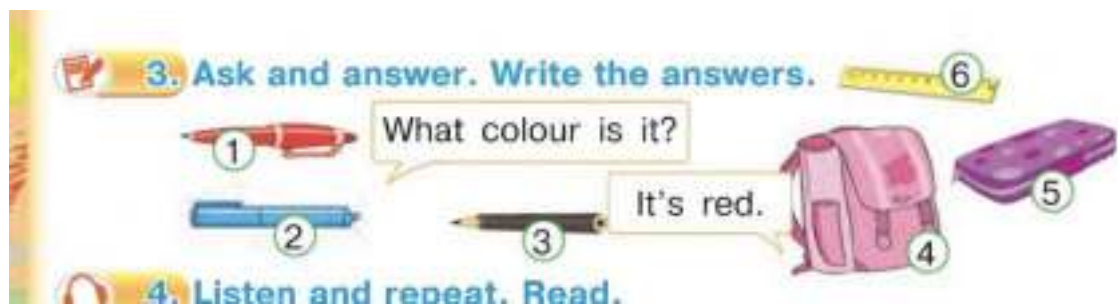 3. Ask and answer. Write the answers.
6
What colour is it?
1
It's red.
5
2
3
4
4. Listen and repeat. Read.